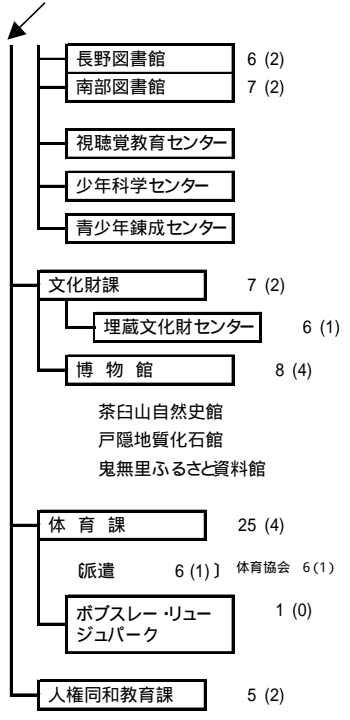 長野図書館 6 (2)
南部図書館 7 (2)
視聴覚教育センター
少年科学センター
青少年錬成センター
文化財課 7 (2)
埋蔵文化財センター 6 (1)
博 物 館 8 (4)
茶臼山自然史館
戸隠地質化石館
鬼無里ふるさと資料館
体 育 課 25 (4)
〔派遣 6 (1) 〕 体育協会 6(1)
ボブスレー・リュー 1 (0)
ジュパーク
人権同和教育課 5 (2)